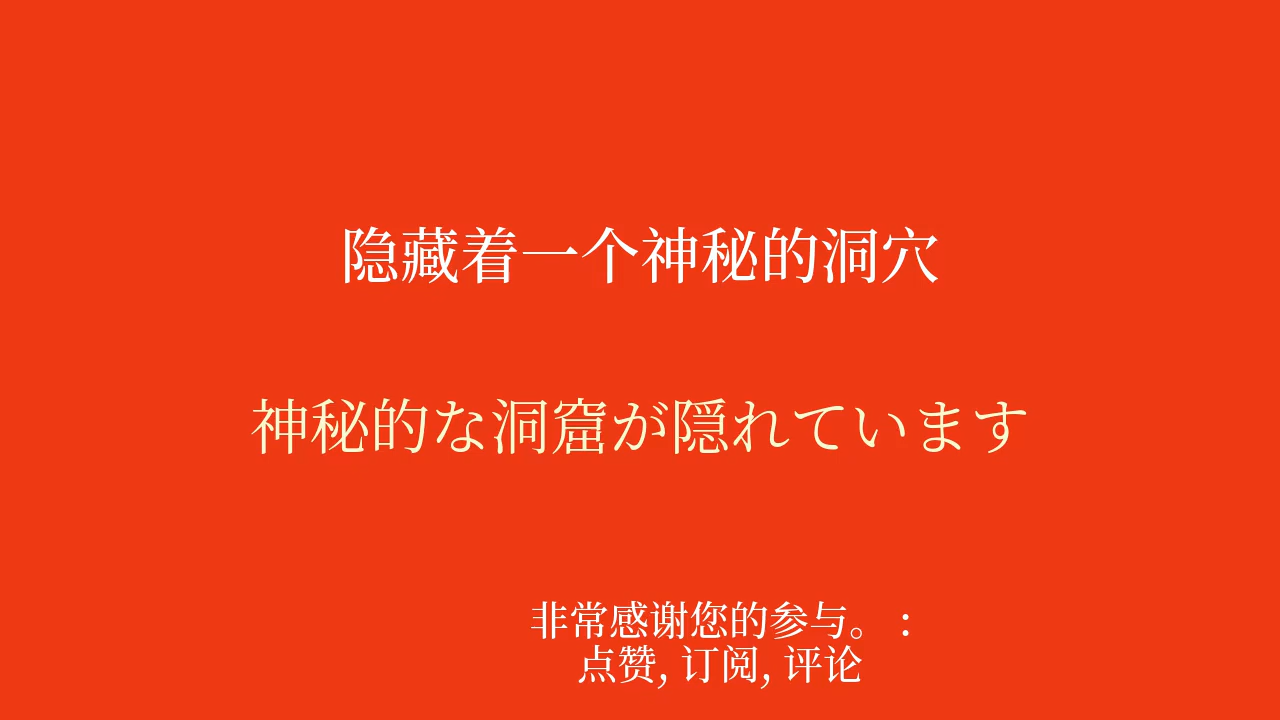 隐藏着一个神秘的洞穴
神秘的な洞窟が隠れています
非常感谢您的参与。 :
点赞, 订阅, 评论